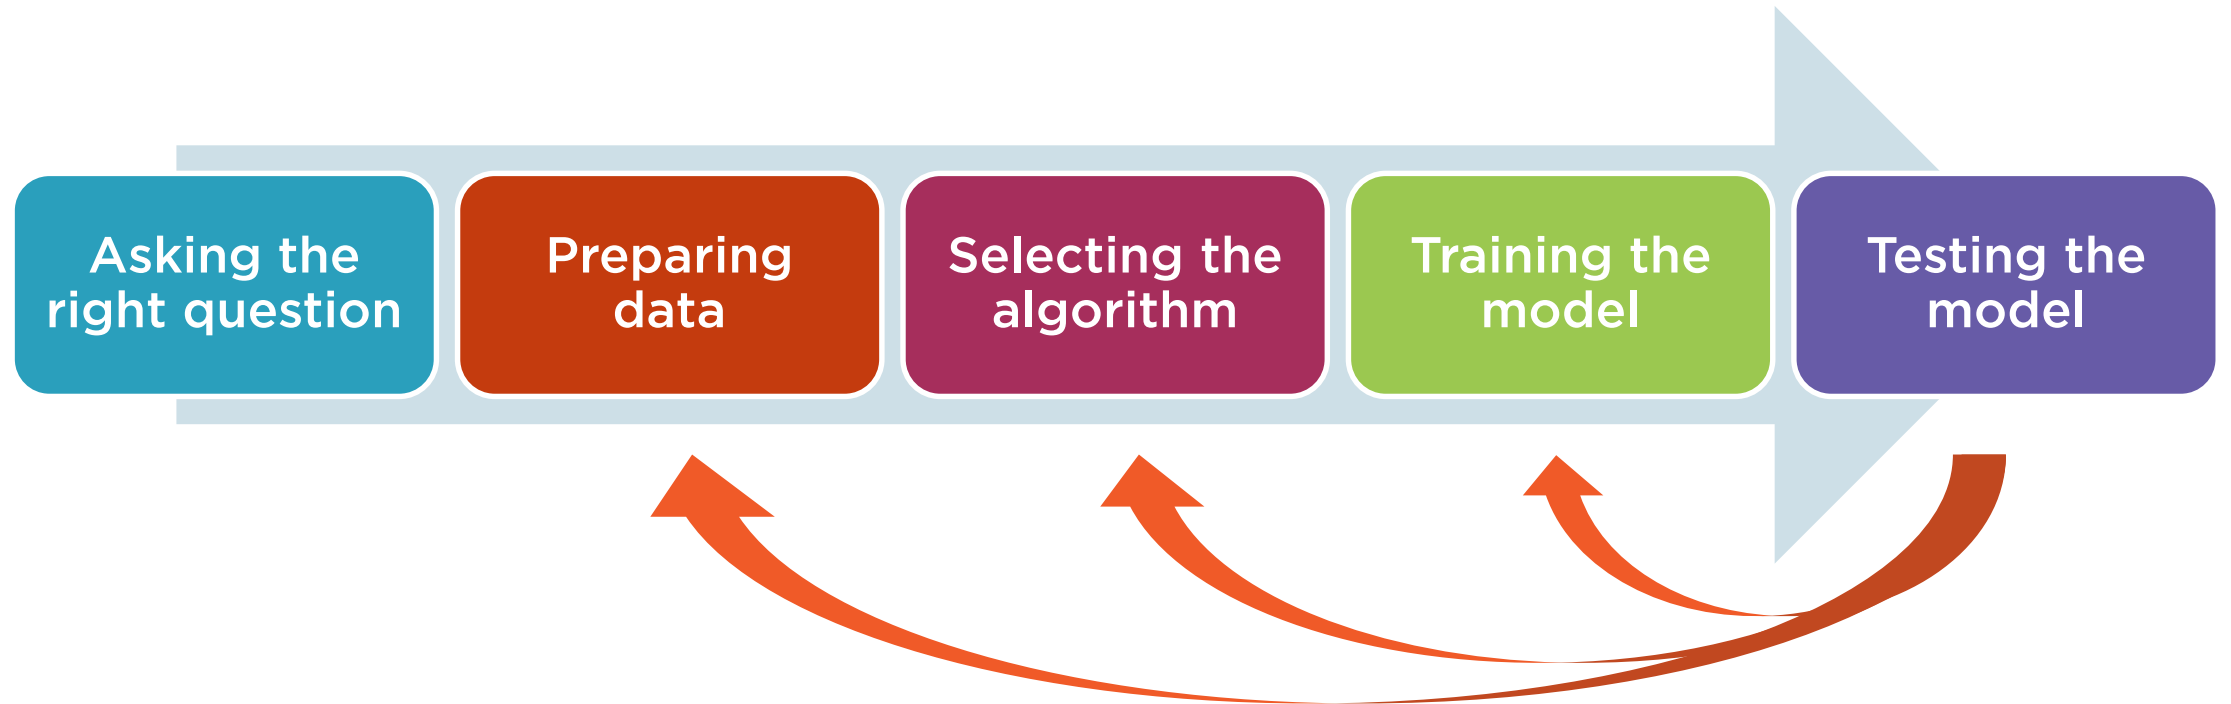 Asking the
right question
Preparing
data
Selecting the
algorithm
Training the
model
Testing the
model